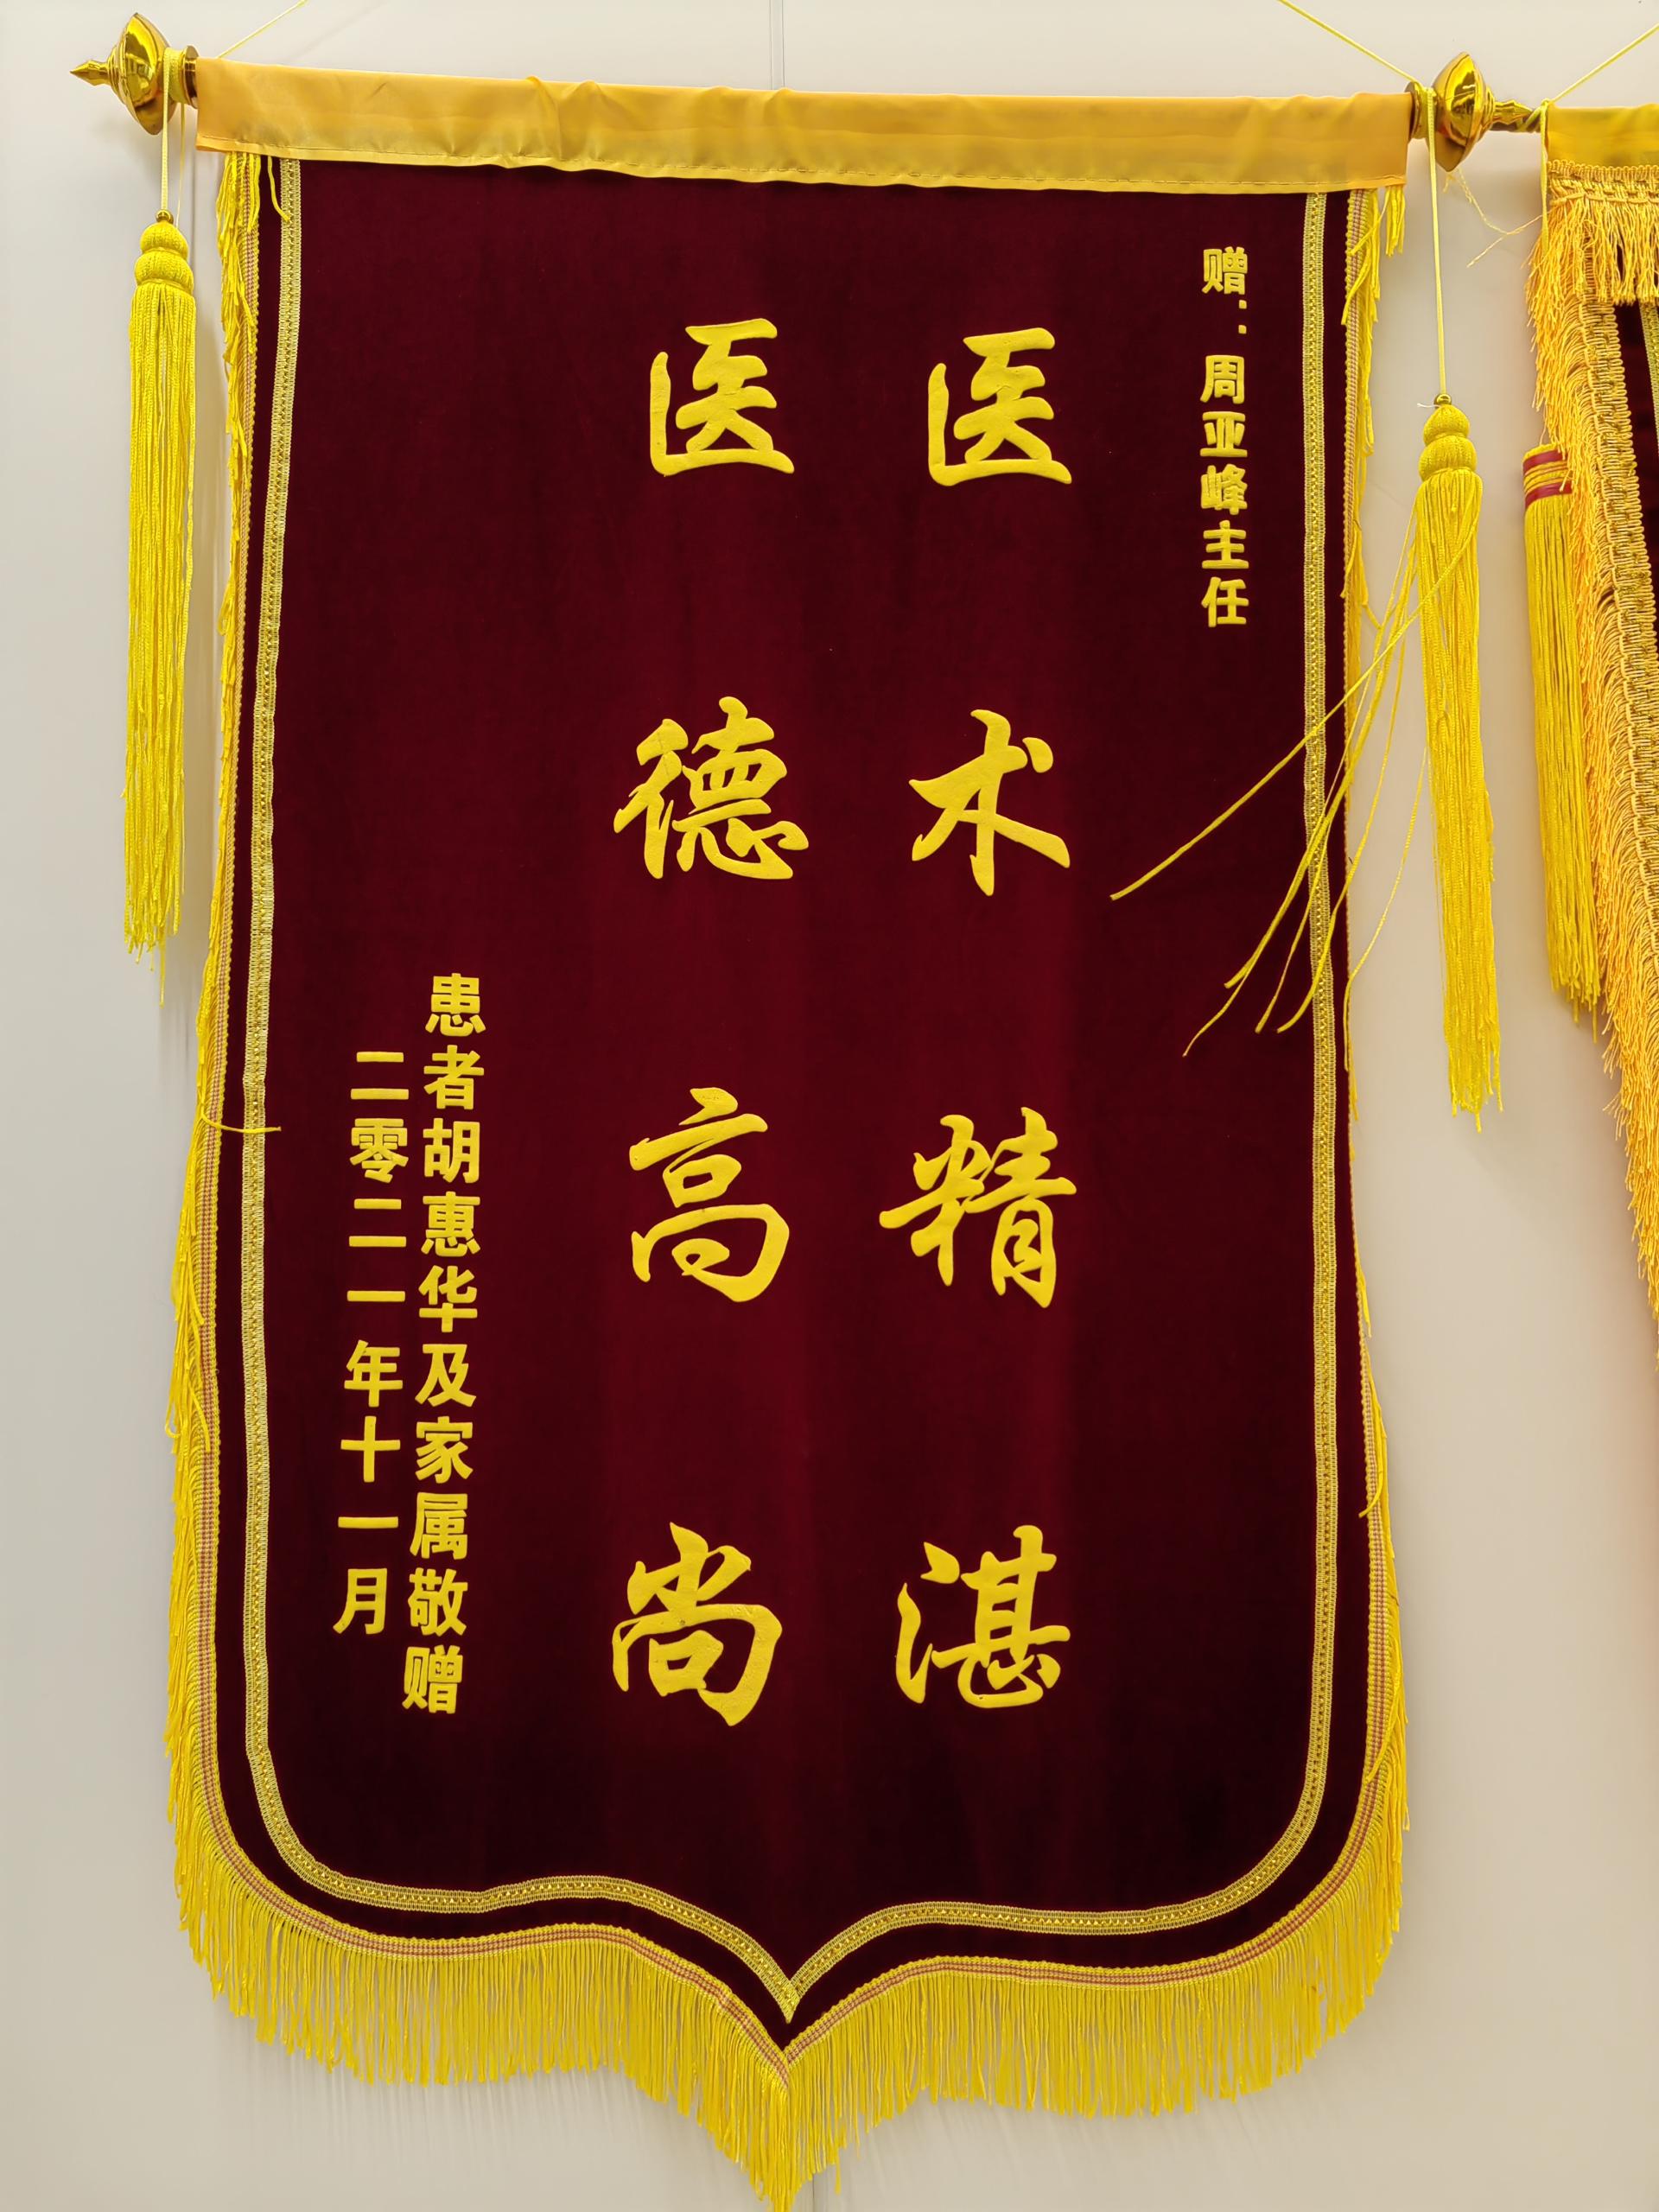 赠：周亚峰主任
医术精湛
医德高尚
患者胡惠华及家属敬赠
二零二一年十一月